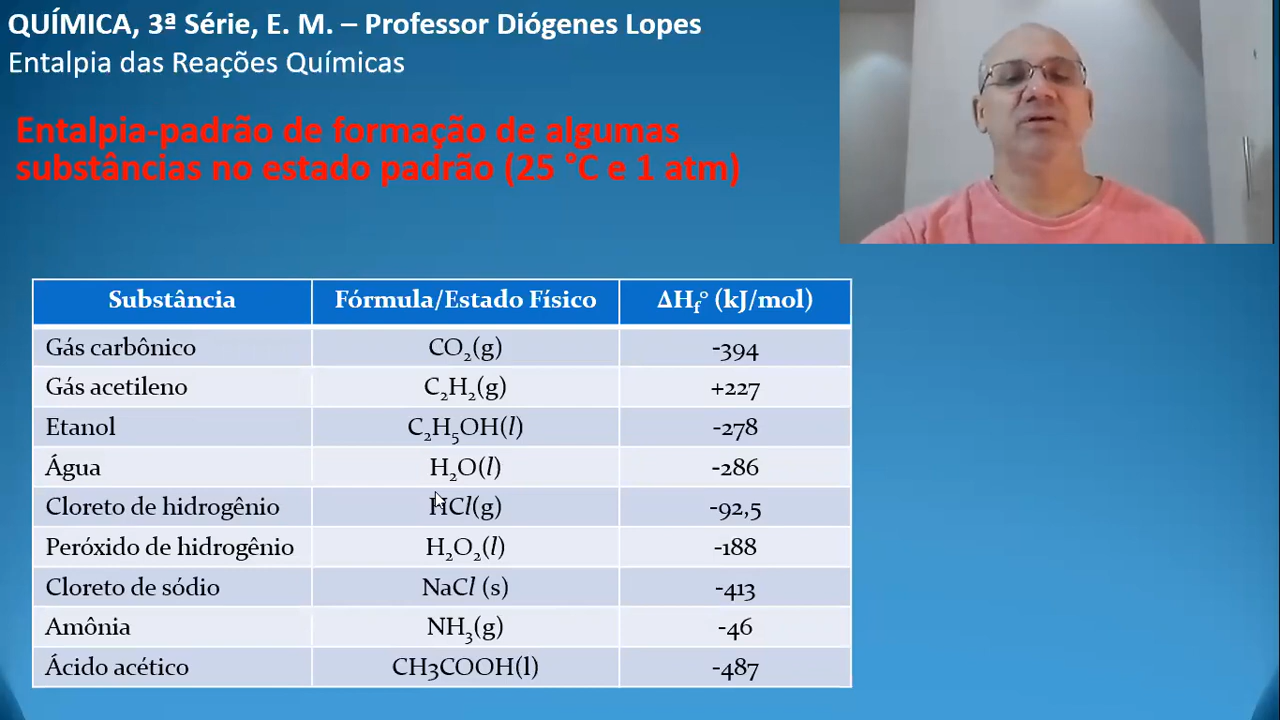 QUÍMICA, 3ª Série, E. M. – Professor Diógenes Lopes
Entalpia das Reações Químicas
Entalpia-padrão de formação de algumas
substâncias no estado padrão (25 °C e 1 atm)
Substância Fórmula/Estado Físico ΔHf° (kJ/mol)
Gás carbônico CO₂(g) -394
Gás acetileno C₂H₂(g) +227
Etanol C₂H₅OH(l) -278
Água H₂O(l) -286
Cloreto de hidrogênio HCl(g) -92,5
Peróxido de hidrogênio H₂O₂(l) -188
Cloreto de sódio NaCl (s) -413
Amônia NH₃(g) -46
Ácido acético CH3COOH(l) -487